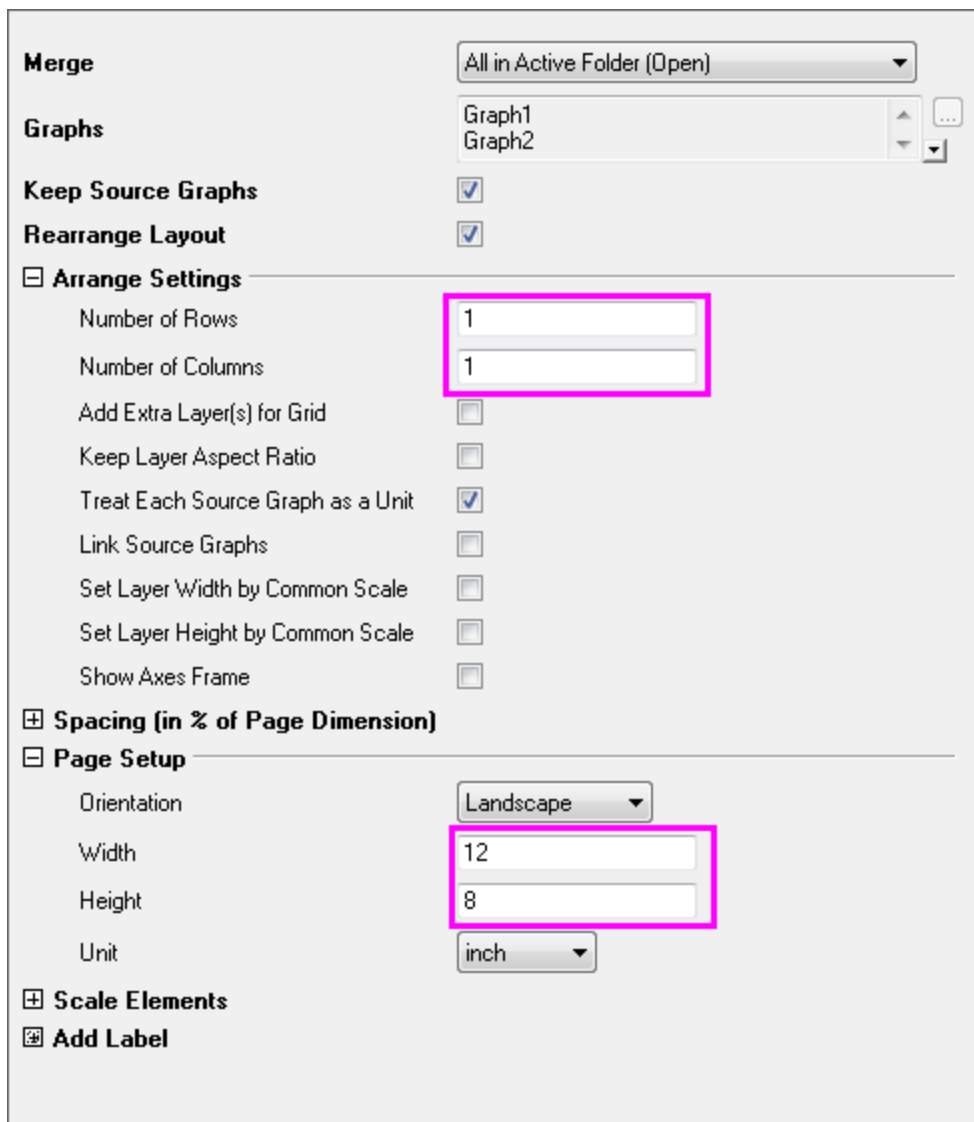 Merge All in Active Folder (Open)
Graphs Graph1
Graph2
...
Keep Source Graphs
Rearrange Layout
Arrange Settings
Number of Rows 1
Number of Columns 1
Add Extra Layer(s) for Grid
Keep Layer Aspect Ratio
Treat Each Source Graph as a Unit
Link Source Graphs
Set Layer Width by Common Scale
Set Layer Height by Common Scale
Show Axes Frame
Spacing (in % of Page Dimension)
Page Setup
Orientation Landscape
Width 12
Height 8
Unit inch
Scale Elements
Add Label